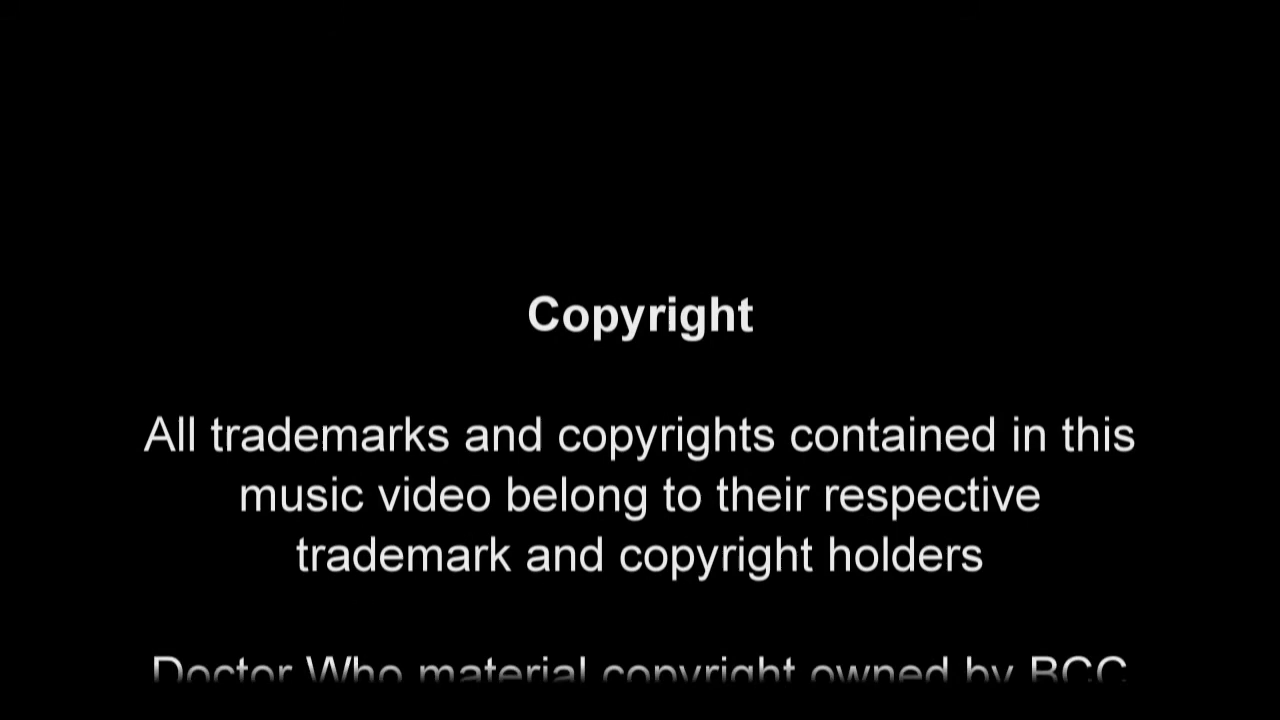 Copyright
All trademarks and copyrights contained in this
music video belong to their respective
trademark and copyright holders
Doctor Who material copyright owned by BCC